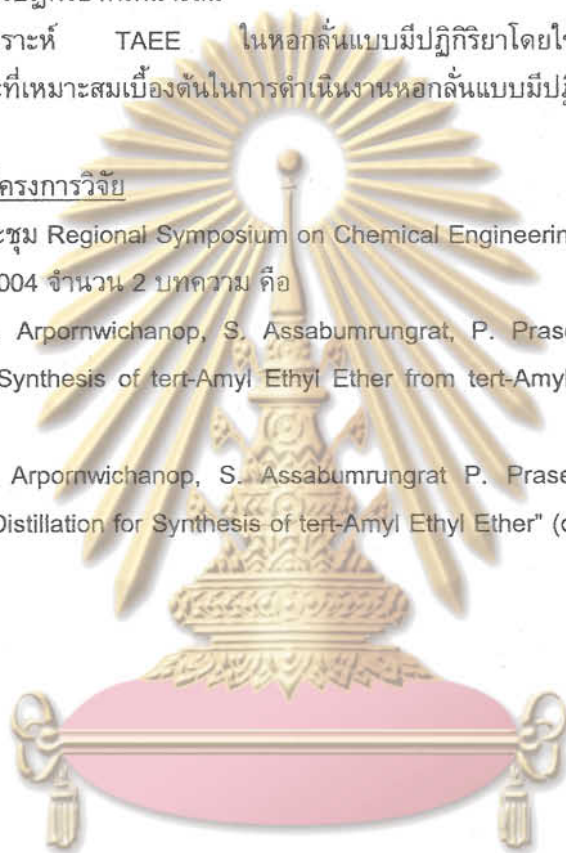 ราะห์ TAEE ในหอกลั่นแบบมีปฏิกิริยาโดยใช
ะที่เหมาะสมเบื้องต้นในการดำเนินงานหอกลั่นแบบมีปฏิ
ครงการวิจัย
ะชุม Regional Symposium on Chemical Engineerin
004 จำนวน 2 บทความ คือ
Arpornwichanop, S. Assabumrungrat, P. Prase
Synthesis of tert-Amyl Ethyl Ether from tert-Amyl
Arpornwichanop, S. Assabumrungrat P. Prase
Distillation for Synthesis of tert-Amyl Ethyl Ether" (